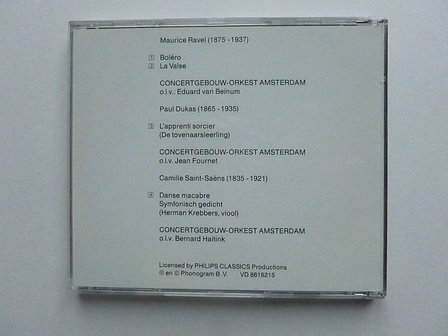 Maurice Ravel (1875 - 1937)
1 Boléro
2 La Valse
CONCERTGEBOUW-ORKEST AMSTERDAM
o.l.v.: Eduard van Beinum
Paul Dukas (1865 - 1935)
3 L'apprenti sorcier
(De tovenaarsleerling)
CONCERTGEBOUW-ORKEST AMSTERDAM
o.l.v. Jean Fournet
Camille Saint-Saëns (1835 - 1921)
4 Danse macabre
Symfonisch gedicht
(Herman Krebbers, viool)
CONCERTGEBOUW-ORKEST AMSTERDAM
o.l.v. Bernard Haitink
Licensed by PHILIPS CLASSICS Productions
℗ en © Phonogram B.V. VD 8618215